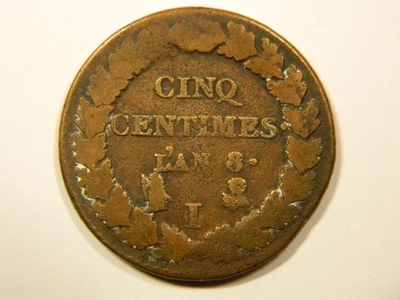 CINQ
CENTIMES.
L'AN 8.
I